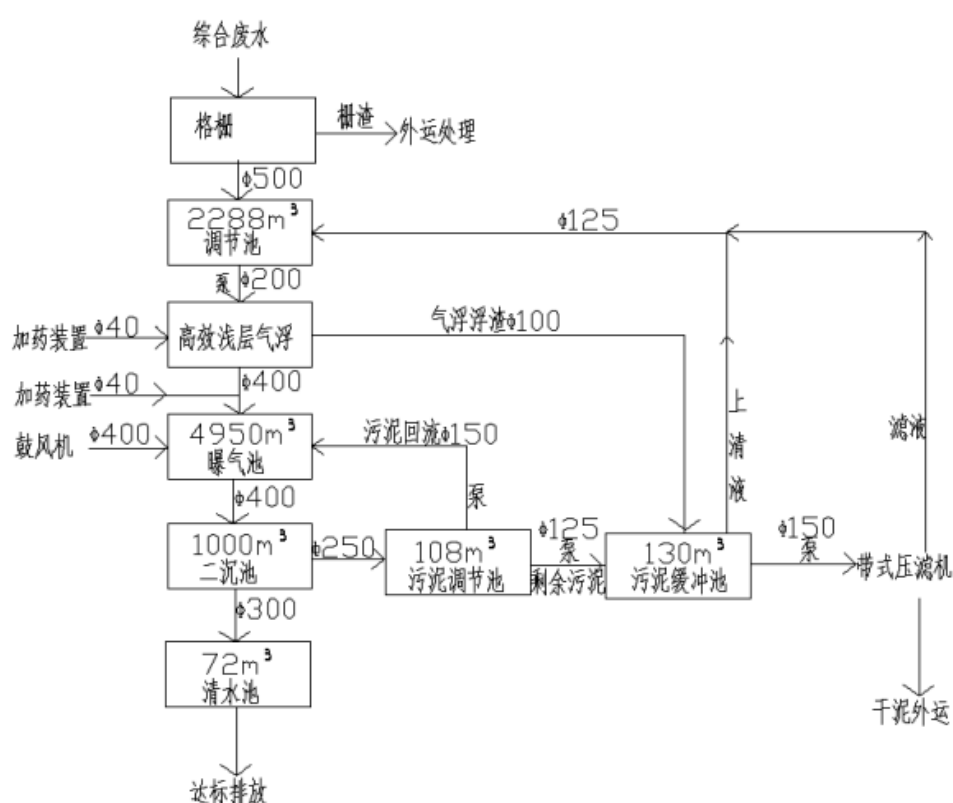 综合废水
格栅
栅渣
外运处理
ϕ500
2288m³
调节池
ϕ125
泵
ϕ200
加药装置
ϕ40
高效浅层气浮
气浮浮渣ϕ100
加药装置
ϕ40
ϕ400
鼓风机
ϕ400
4950m³
曝气池
污泥回流ϕ150
上清液
滤液
ϕ400
泵
1000m³
二沉池
ϕ250
108m³
污泥调节池
ϕ125
泵
剩余污泥
130m³
污泥缓冲池
ϕ150
泵
带式压滤机
ϕ300
72m³
清水池
干泥外运
达标排放